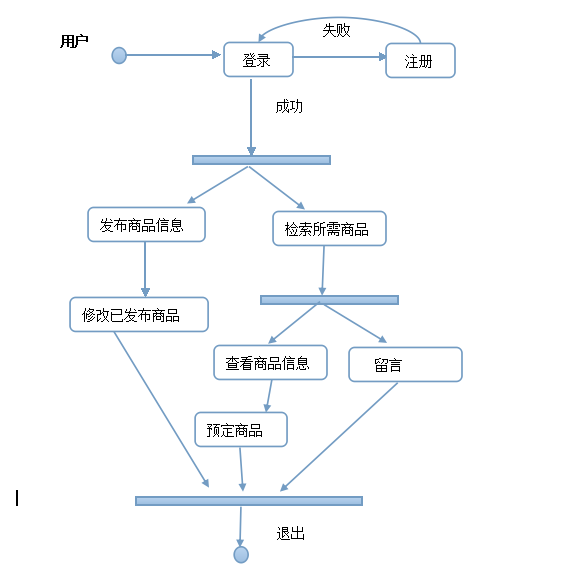 用户
失败
登录
注册
成功
发布商品信息
检索所需商品
修改已发布商品
查看商品信息
留言
预定商品
退出